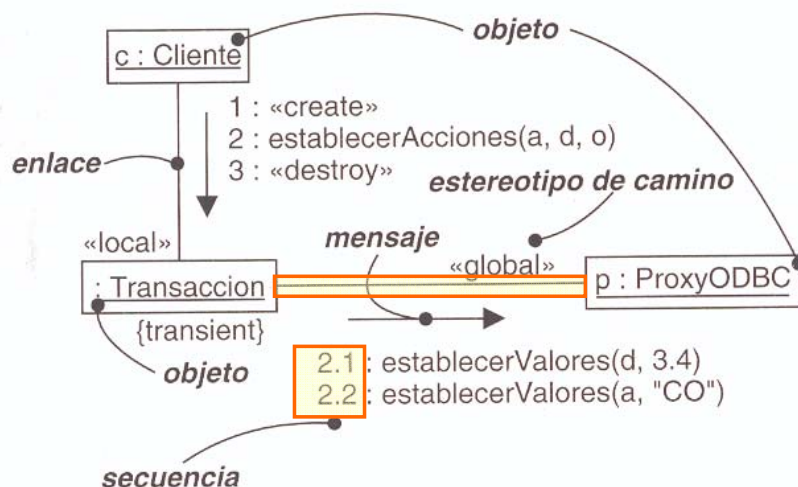 objeto
c : Cliente
1 : «create»
2 : establecerAcciones(a, d, o)
3 : «destroy»
enlace
estereotipo de camino
«local»
mensaje
«global»
: Transaccion
p : ProxyODBC
{transient}
objeto
2.1 : establecerValores(d, 3.4)
2.2 : establecerValores(a, "CO")
secuencia